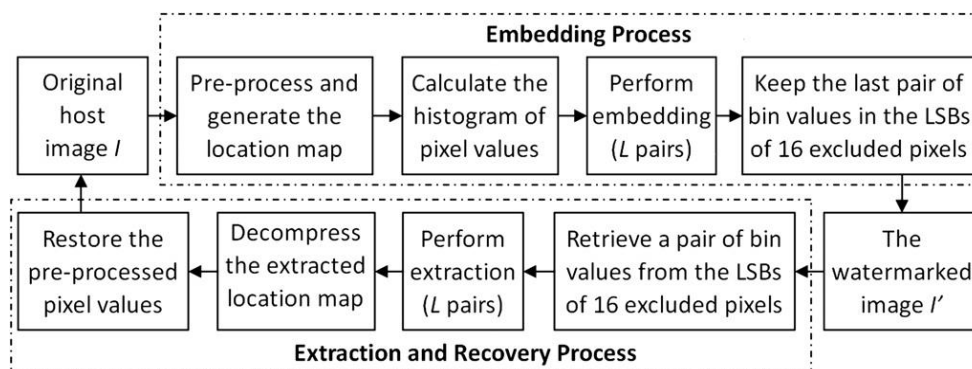 Embedding Process
Original
host
image I
Pre-process and
generate the
location map
Calculate the
histogram of
pixel values
Perform
embedding
(L pairs)
Keep the last pair of
bin values in the LSBs
of 16 excluded pixels
Restore the
pre-processed
pixel values
Decompress
the extracted
location map
Perform
extraction
(L pairs)
Retrieve a pair of bin
values from the LSBs
of 16 excluded pixels
The
watermarked
image I’
Extraction and Recovery Process